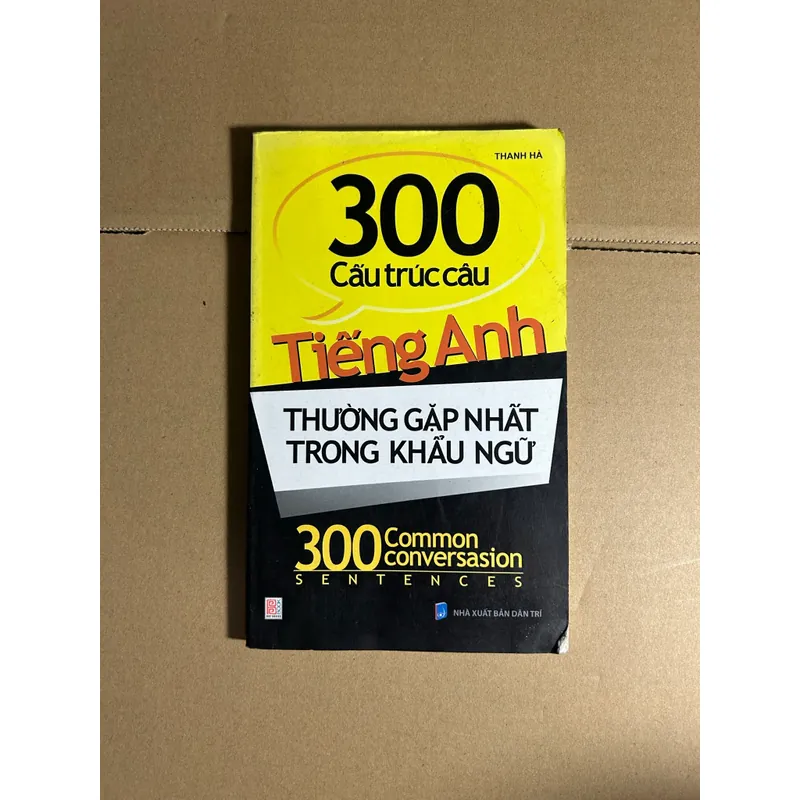 THANH HÀ
300
Cấu trúc câu
Tiếng Anh
THƯỜNG GẶP NHẤT
TRONG KHẨU NGỮ
300 Common
conversasion
SENTENCES
NHÀ XUẤT BẢN DÂN TRÍ